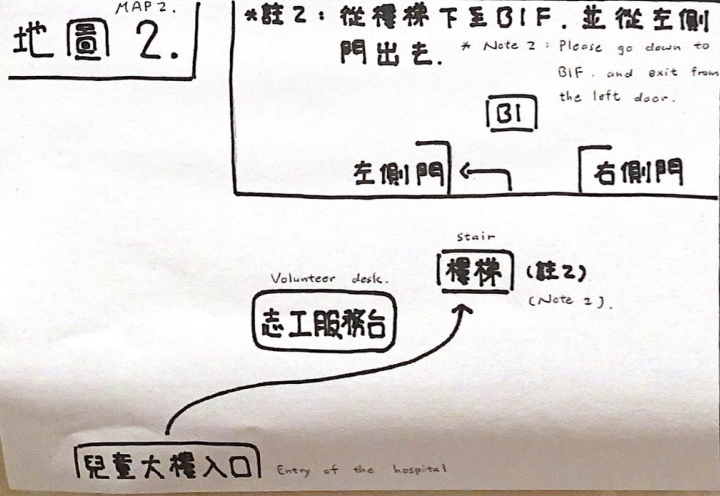 MAP 2.
地圖 2.
*註2:從樓梯下至B1F.並從左側
門出去.
* Note 2 : Please go down to
B1F. and exit from
the left door.
B1
左側門
右側門
stair
樓梯 (註2)
(Note 2).
Volunteer desk.
志工服務台
兒童大樓入口 Entry of the hospital